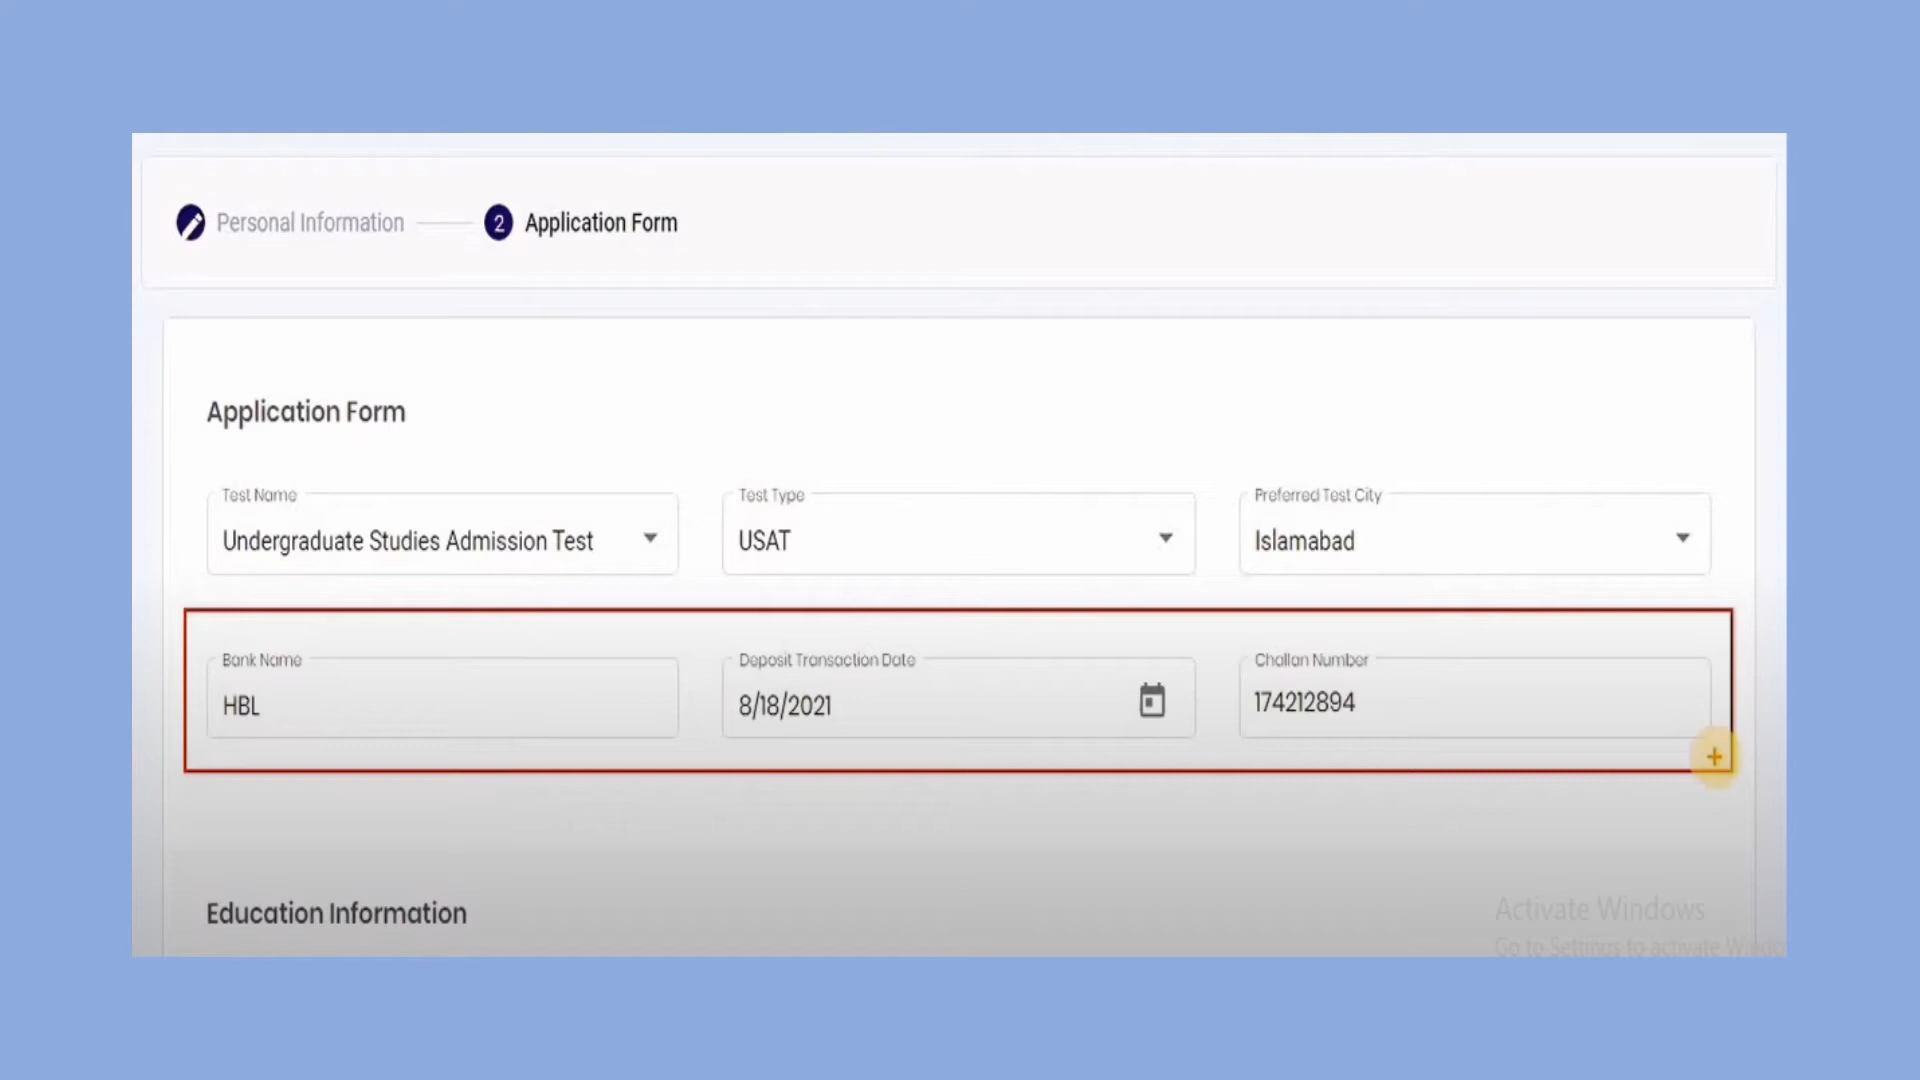 Personal Information
2 Application Form
Application Form
Test Name
Undergraduate Studies Admission Test
Test Type
USAT
Preferred Test City
Islamabad
Bank Name
HBL
Deposit Transaction Date
8/18/2021
Challan Number
174212894
Education Information
Activate Windows
Go to Settings to activate Windo